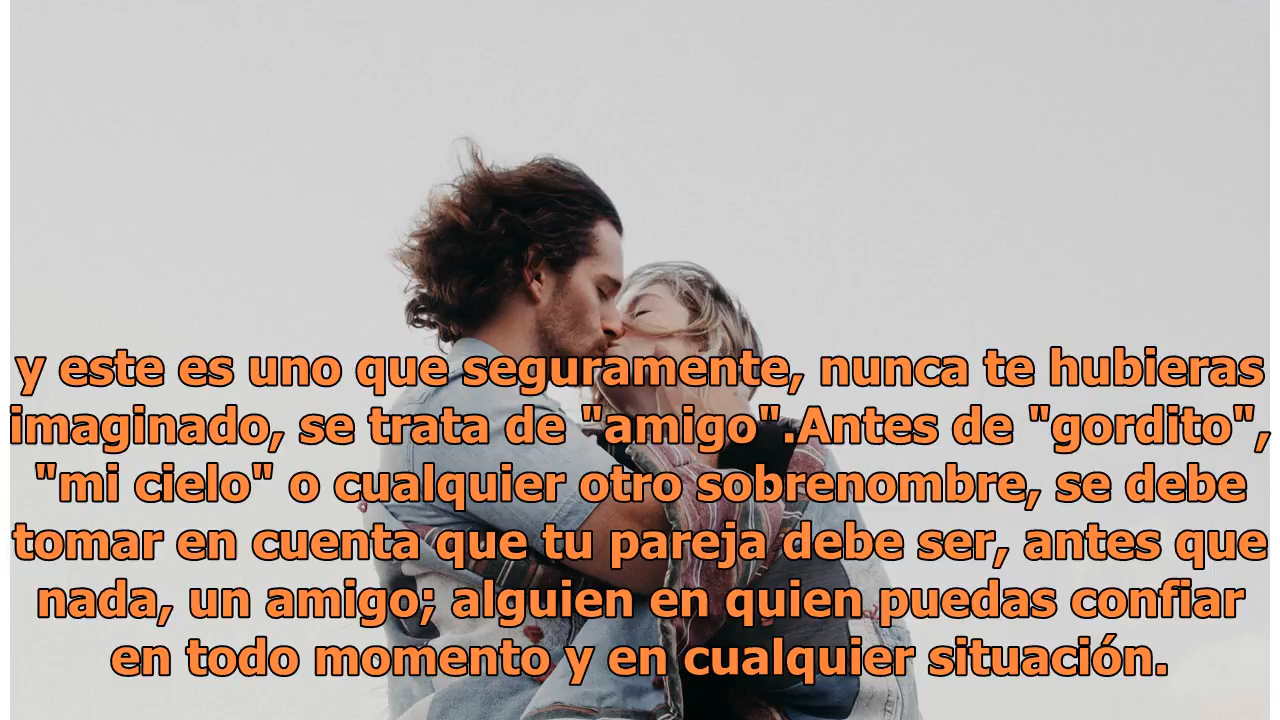 y este es uno que seguramente, nunca te hubieras
imaginado, se trata de "amigo".Antes de "gordito",
"mi cielo" o cualquier otro sobrenombre, se debe
tomar en cuenta que tu pareja debe ser, antes que
nada, un amigo; alguien en quien puedas confiar
en todo momento y en cualquier situación.